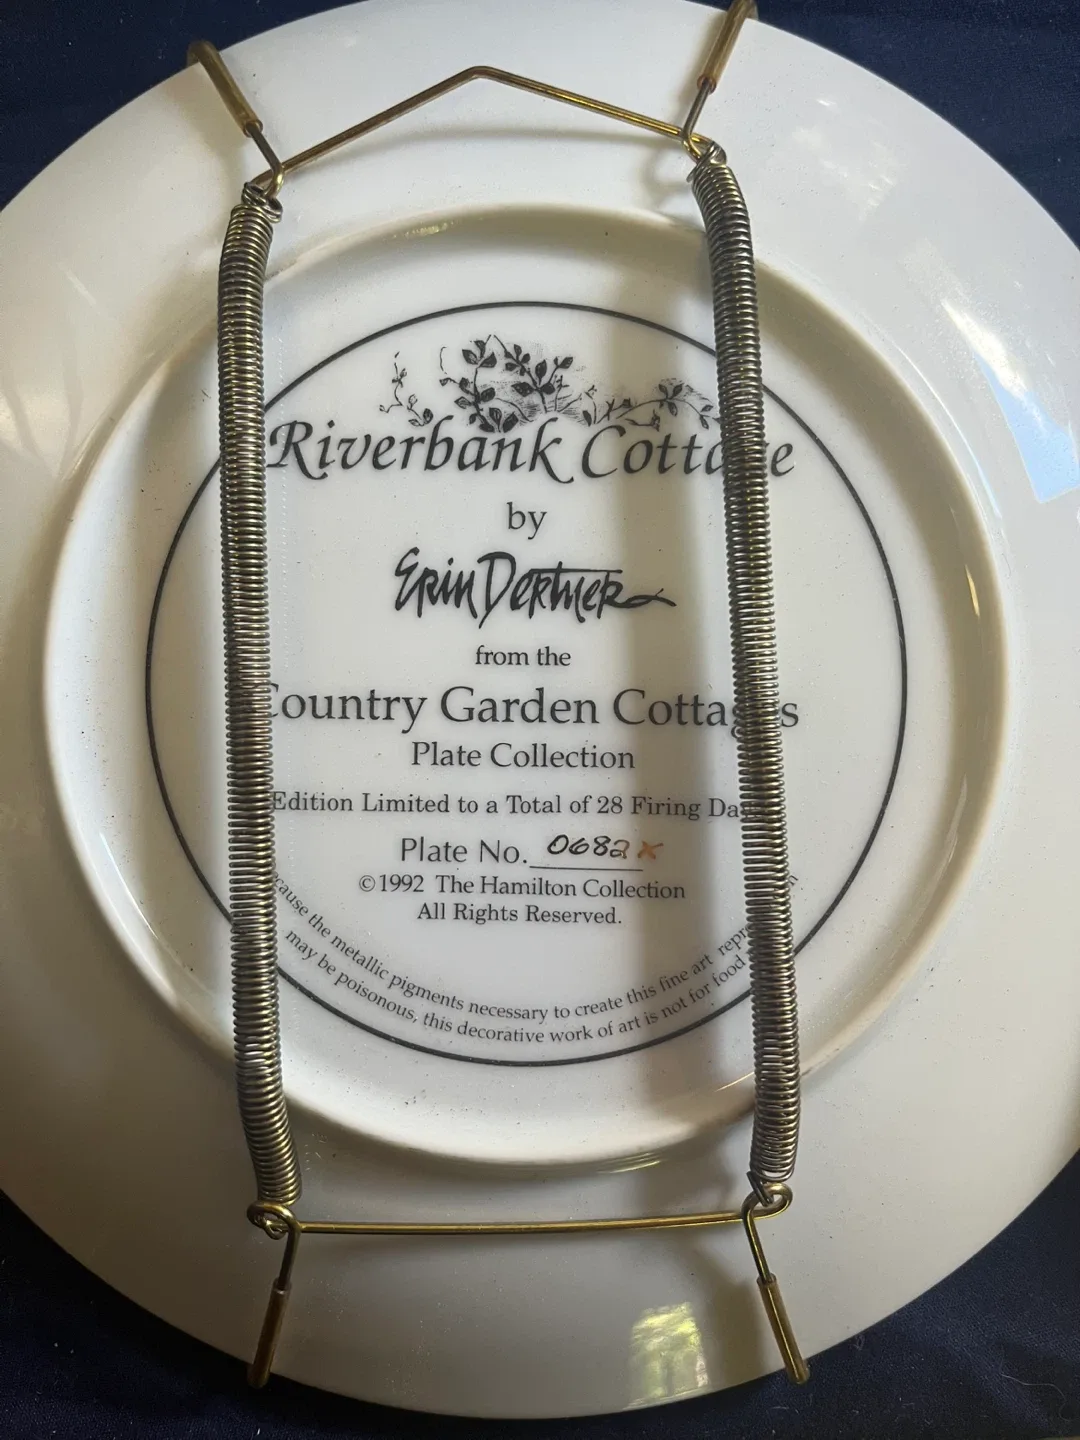 Riverbank Cottage
by
Erin Dertner
from the
Country Garden Cottages
Plate Collection
Edition Limited to a Total of 28 Firing Days
Plate No. 0682X
©1992 The Hamilton Collection
All Rights Reserved.
the metallic pigments necessary to create this fine art
may be poisonous, this decorative work of art is not for food